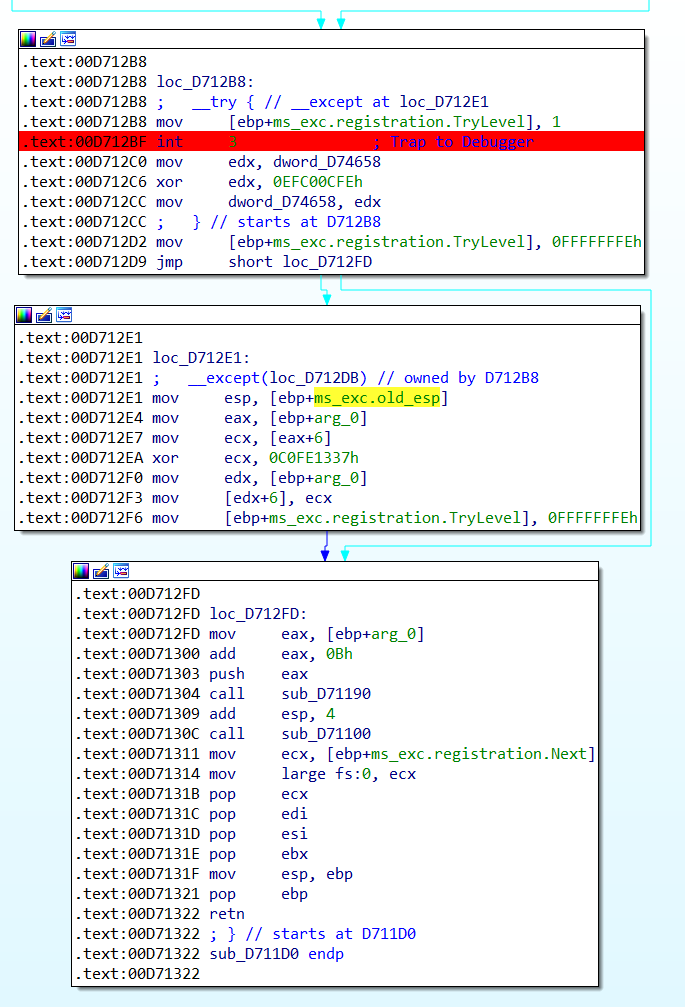 .text:00D712B8
.text:00D712B8 loc_D712B8:
.text:00D712B8 ;   __try { // __except at loc_D712E1
.text:00D712B8 mov     [ebp+ms_exc.registration.TryLevel], 1
.text:00D712BF int     3               ; Trap to Debugger
.text:00D712C0 mov     edx, dword_D74658
.text:00D712C6 xor     edx, 0EFC00CFEh
.text:00D712CC mov     dword_D74658, edx
.text:00D712CC ;   } // starts at D712B8
.text:00D712D2 mov     [ebp+ms_exc.registration.TryLevel], 0FFFFFFFEh
.text:00D712D9 jmp     short loc_D712FD
.text:00D712E1
.text:00D712E1 loc_D712E1:
.text:00D712E1 ;   __except(loc_D712DB) // owned by D712B8
.text:00D712E1 mov     esp, [ebp+ms_exc.old_esp]
.text:00D712E4 mov     eax, [ebp+arg_0]
.text:00D712E7 mov     ecx, [eax+6]
.text:00D712EA xor     ecx, 0C0FE1337h
.text:00D712F0 mov     edx, [ebp+arg_0]
.text:00D712F3 mov     [edx+6], ecx
.text:00D712F6 mov     [ebp+ms_exc.registration.TryLevel], 0FFFFFFFEh
.text:00D712FD
.text:00D712FD loc_D712FD:
.text:00D712FD mov     eax, [ebp+arg_0]
.text:00D71300 add     eax, 0Bh
.text:00D71303 push    eax
.text:00D71304 call    sub_D71190
.text:00D71309 add     esp, 4
.text:00D7130C call    sub_D71100
.text:00D71311 mov     ecx, [ebp+ms_exc.registration.Next]
.text:00D71314 mov     large fs:0, ecx
.text:00D7131B pop     ecx
.text:00D7131C pop     edi
.text:00D7131D pop     esi
.text:00D7131E pop     ebx
.text:00D7131F mov     esp, ebp
.text:00D71321 pop     ebp
.text:00D71322 retn
.text:00D71322 ; } // starts at D711D0
.text:00D71322 sub_D711D0 endp
.text:00D71322